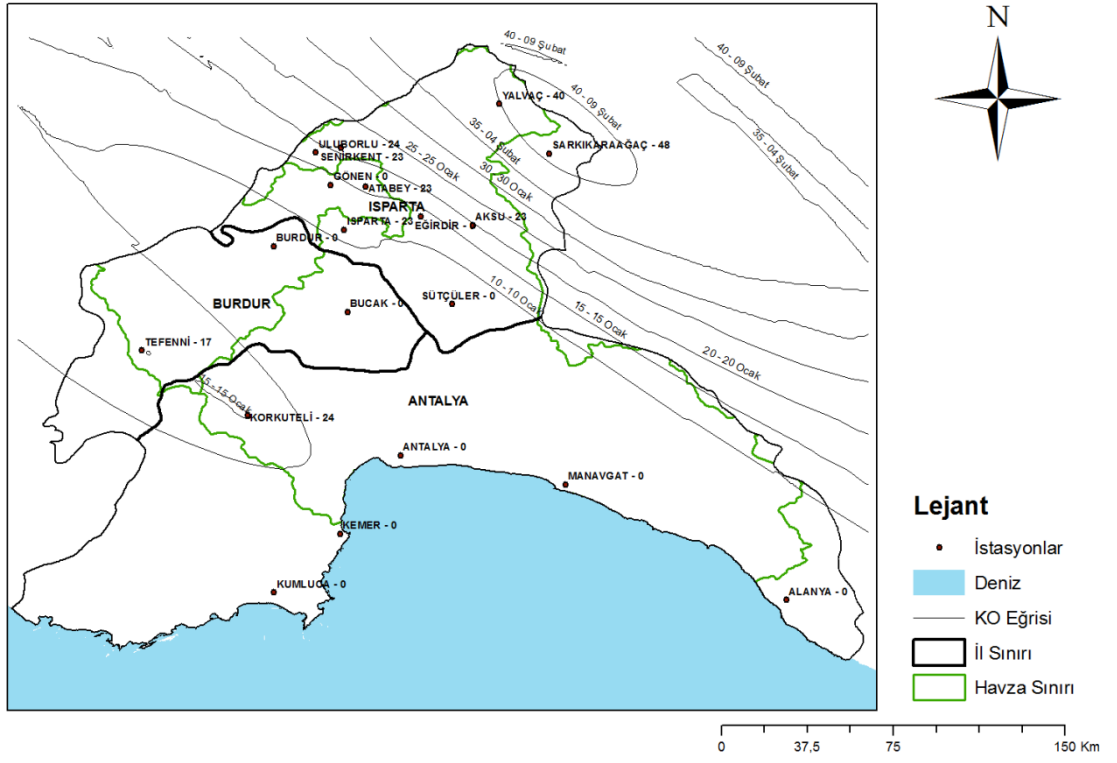 N
40 - 09 Şubat
40 - 09 Şubat
40 - 09 Şubat
35 - 04 Şubat
35 - 04 Şubat
YALVAÇ - 40
ULUBORLU - 24
SENİRKENT - 23
25 - 25 Ocak
SARKIKARAAĞAÇ - 48
30 - 30 Ocak
GÖNEN - 0
ATABEY - 23
ISPARTA
ISPARTA - 23
EĞİRDİR -
AKSU - 23
BURDUR - 0
BURDUR
BUCAK - 0
SÜTÇÜLER - 0
10 - 10 Ocak
15 - 15 Ocak
20 - 20 Ocak
TEFENNİ - 17
15 - 15 Ocak
KORKUTELİ - 24
ANTALYA
ANTALYA - 0
MANAVGAT - 0
KEMER - 0
KUMLUCA - 0
ALANYA - 0
Lejant
İstasyonlar
Deniz
KO Eğrisi
İl Sınırı
Havza Sınırı
0 37,5 75 150 Km